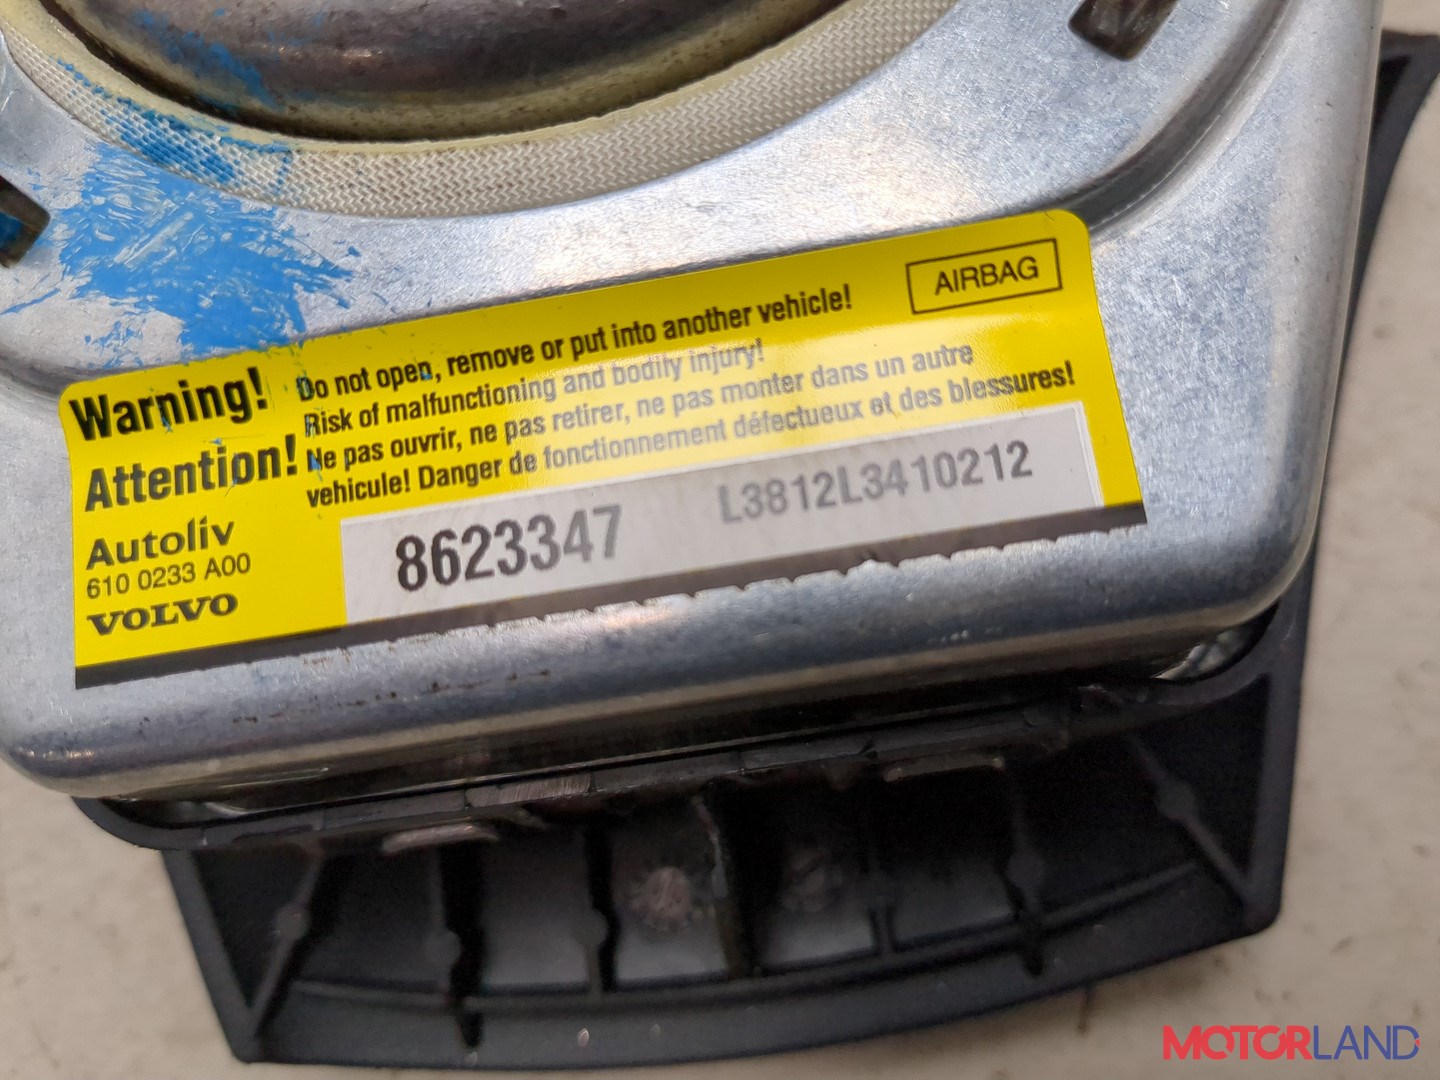 AIRBAG
Warning!
Do not open, remove or put into another vehicle!
Risk of malfunctioning and bodily injury!
Attention!
Ne pas ouvrir, ne pas retirer, ne pas monter dans un autre
vehicule! Danger de fonctionnement défectueux et des blessures!
Autoliv
610 0233 A00
VOLVO
8623347
L3812L3410212
MOTORLAND